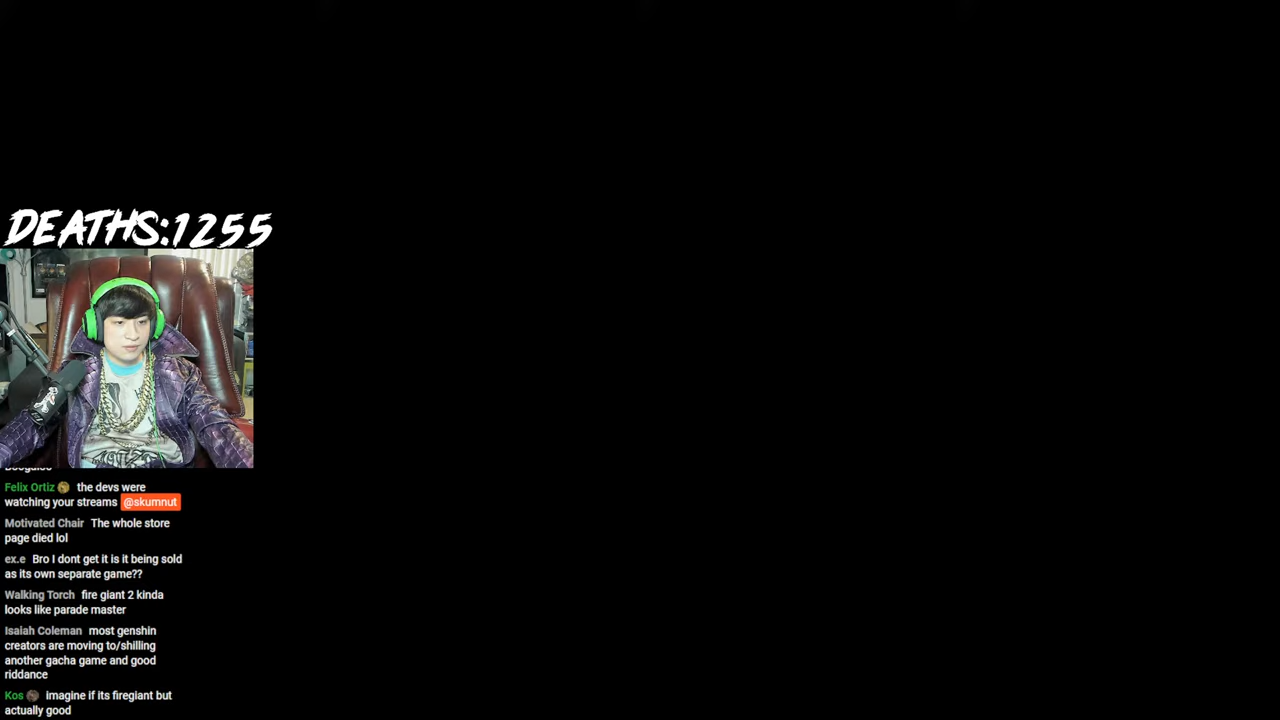 DEATHS:1255
Felix Ortiz the devs were
watching your streams @skumnut
Motivated Chair The whole store
page died lol
ex.e Bro I dont get it is it being sold
as its own separate game??
Walking Torch fire giant 2 kinda
looks like parade master
Isaiah Coleman most genshin
creators are moving to/shilling
another gacha game and good
riddance
Kos imagine if its firegiant but
actually good